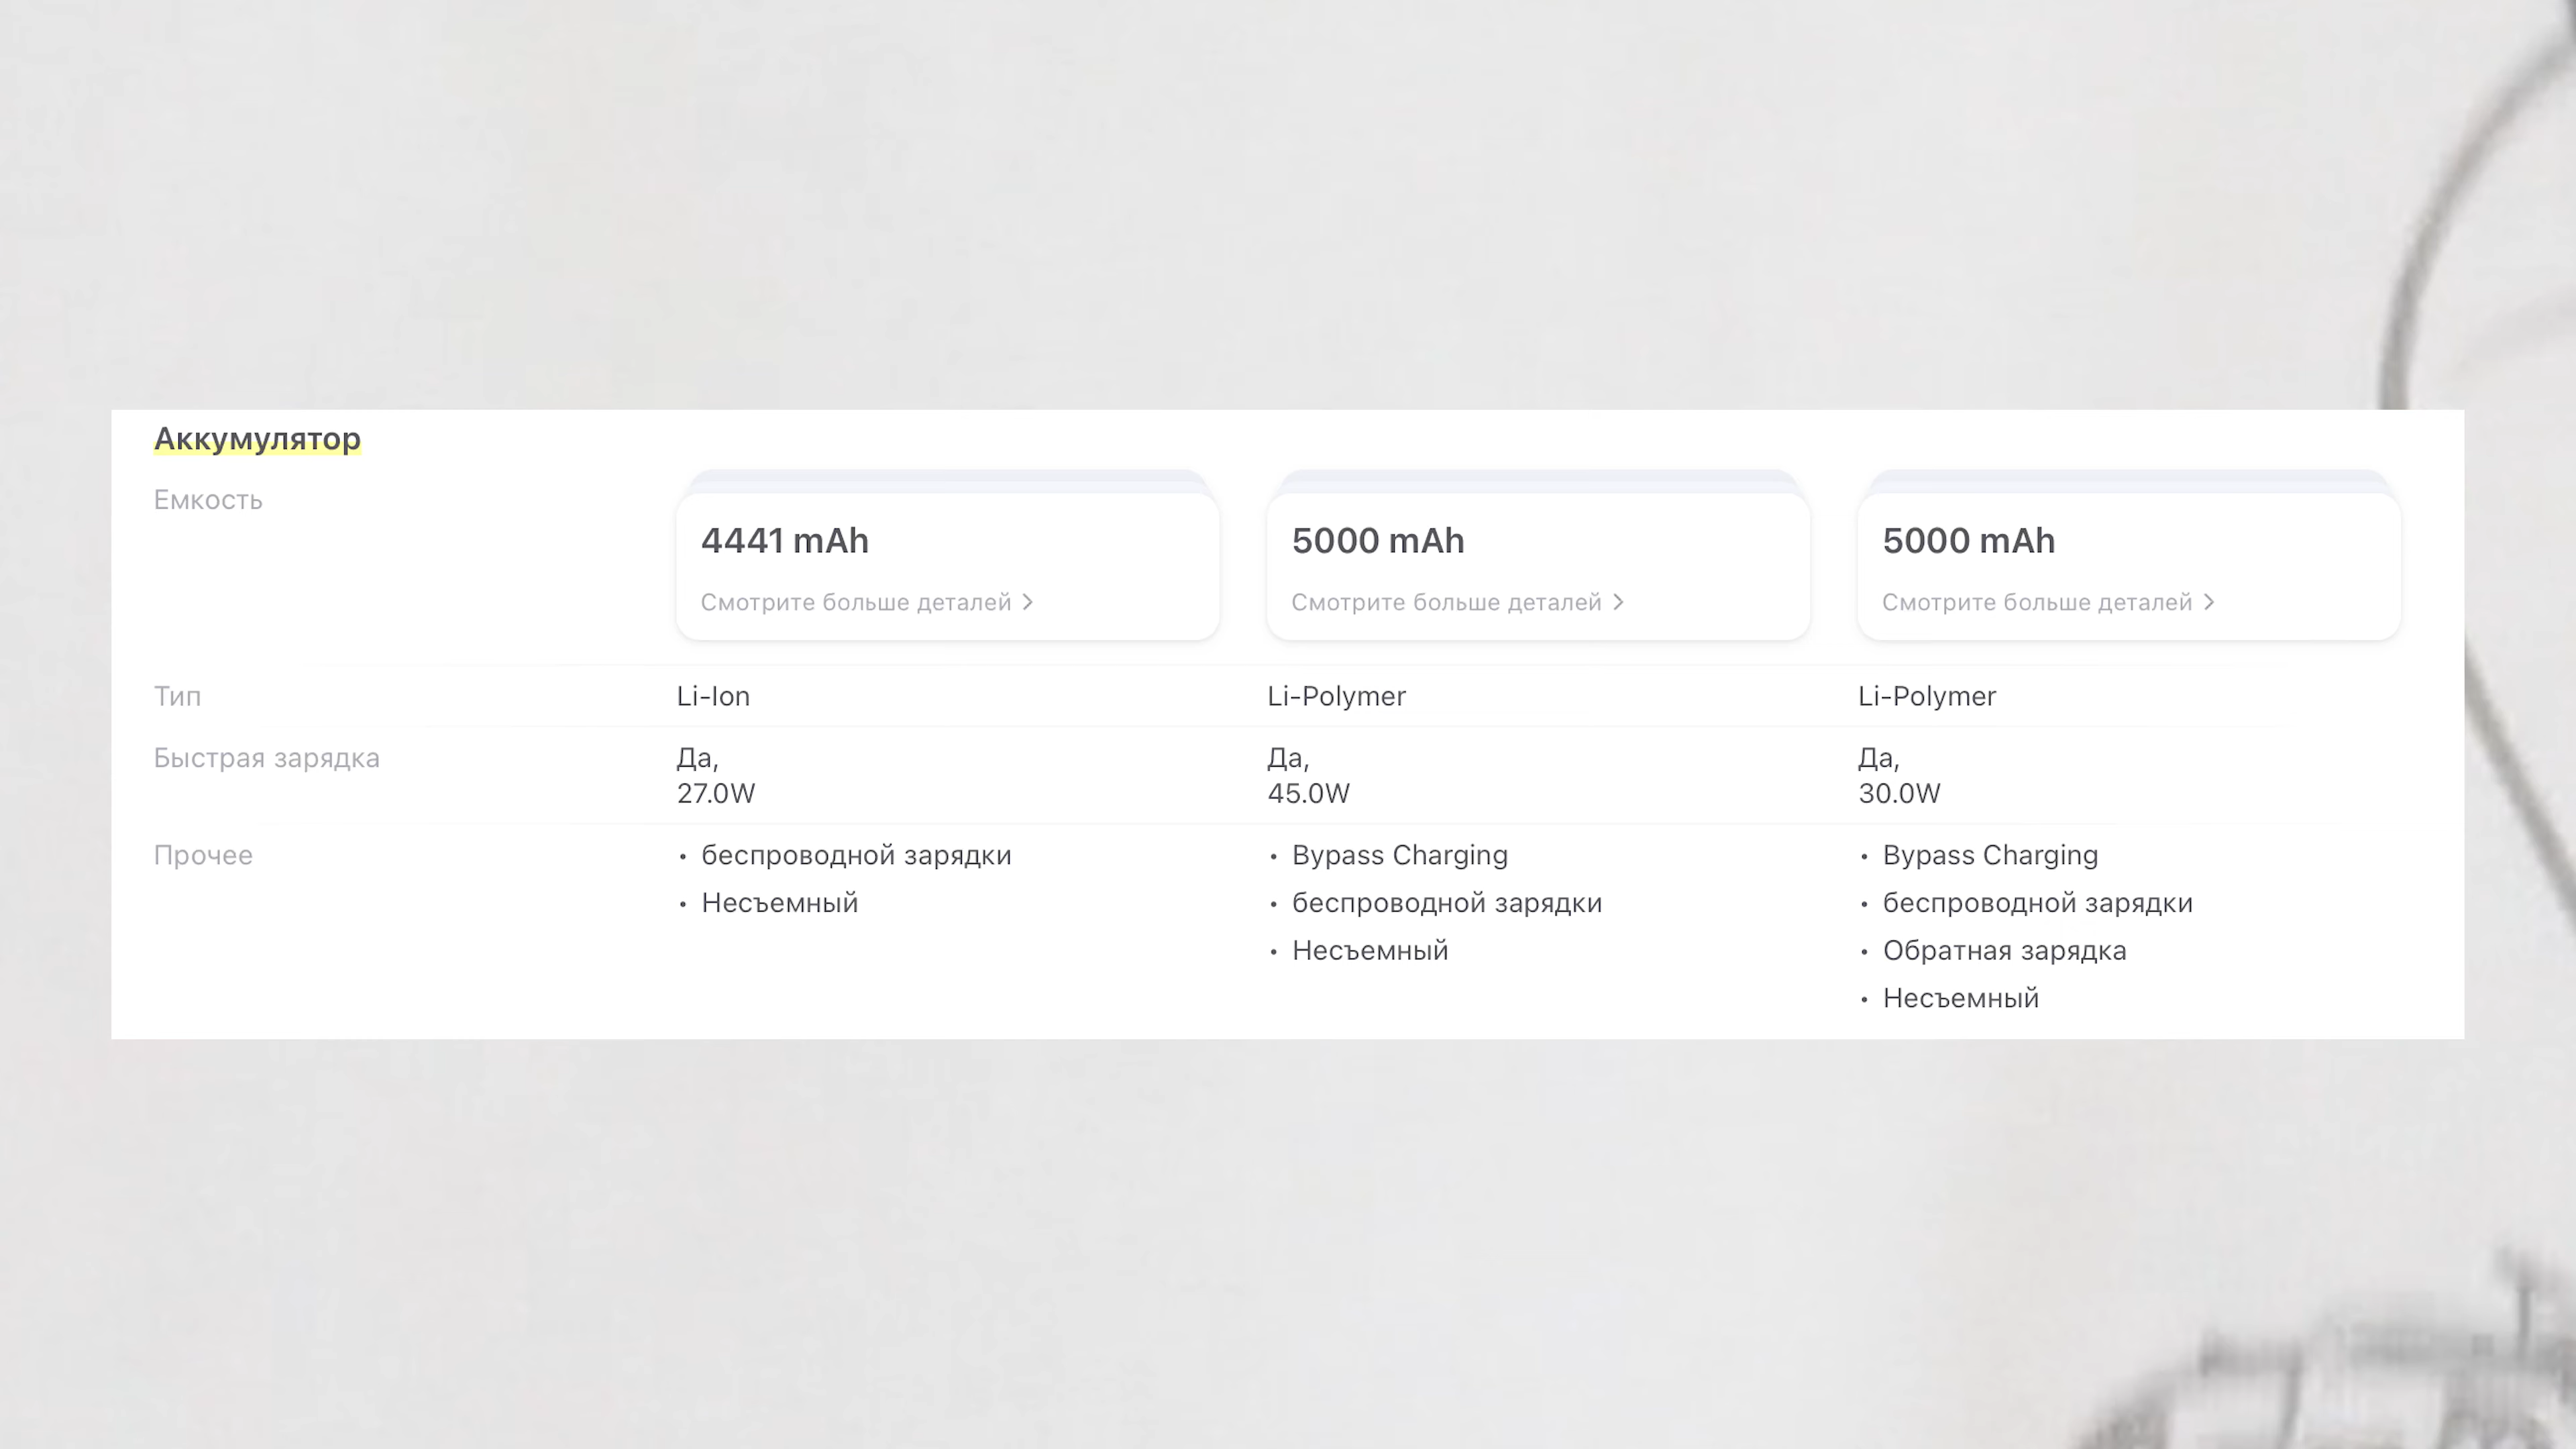 Аккумулятор
Емкость
4441 mAh
5000 mAh
5000 mAh
Смотрите больше деталей >
Смотрите больше деталей >
Смотрите больше деталей >
Тип
Li-Ion
Li-Polymer
Li-Polymer
Быстрая зарядка
Да,
27.0W
Да,
45.0W
Да,
30.0W
Прочее
• беспроводной зарядки
• Несъемный
• Bypass Charging
• беспроводной зарядки
• Несъемный
• Bypass Charging
• беспроводной зарядки
• Обратная зарядка
• Несъемный